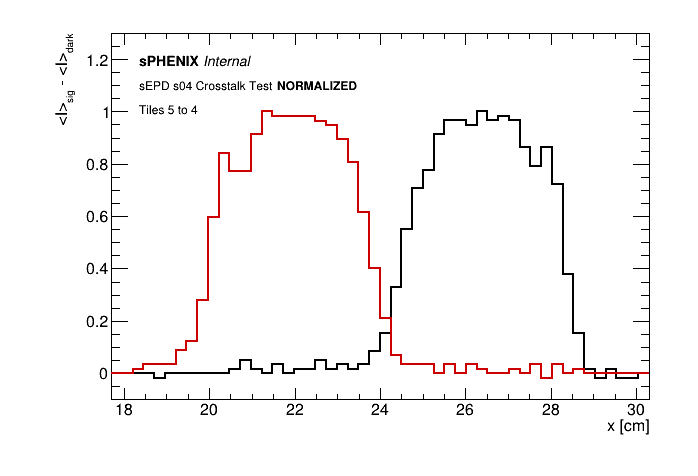 <I>sig - <I>dark
sPHENIX Internal
sEPD s04 Crosstalk Test NORMALIZED
Tiles 5 to 4
1.2
1
0.8
0.6
0.4
0.2
0
18 20 22 24 26 28 30
x [cm]